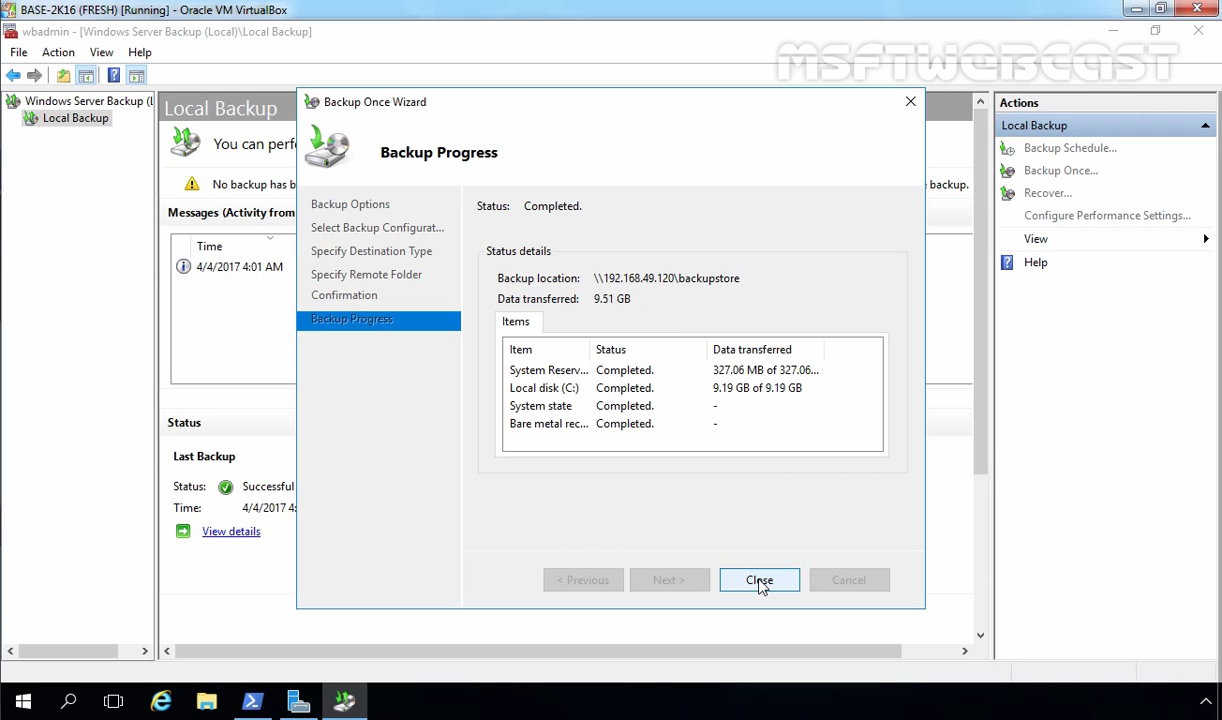 BASE-2K16 (FRESH) [Running] - Oracle VM VirtualBox
wbadmin - [Windows Server Backup (Local)\Local Backup]
MSFTWEBCAST
File Action View Help
Windows Server Backup (L
Local Backup
Local Backup
You can perf
No backup has b
e backup.
Messages (Activity from
Time
4/4/2017 4:01 AM
Status
Last Backup
Status: Successful
Time: 4/4/2017 4:
View details
Backup Once Wizard
Backup Progress
Backup Options
Select Backup Configurat...
Specify Destination Type
Specify Remote Folder
Confirmation
Backup Progress
Status: Completed.
Status details
Backup location: \\192.168.49.120\backupstore
Data transferred: 9.51 GB
Items
Item Status Data transferred
System Reserv... Completed. 327.06 MB of 327.06...
Local disk (C:) Completed. 9.19 GB of 9.19 GB
System state Completed. -
Bare metal rec... Completed. -
< Previous Next > Close Cancel
Actions
Local Backup
Backup Schedule...
Backup Once...
Recover...
Configure Performance Settings...
View
Help